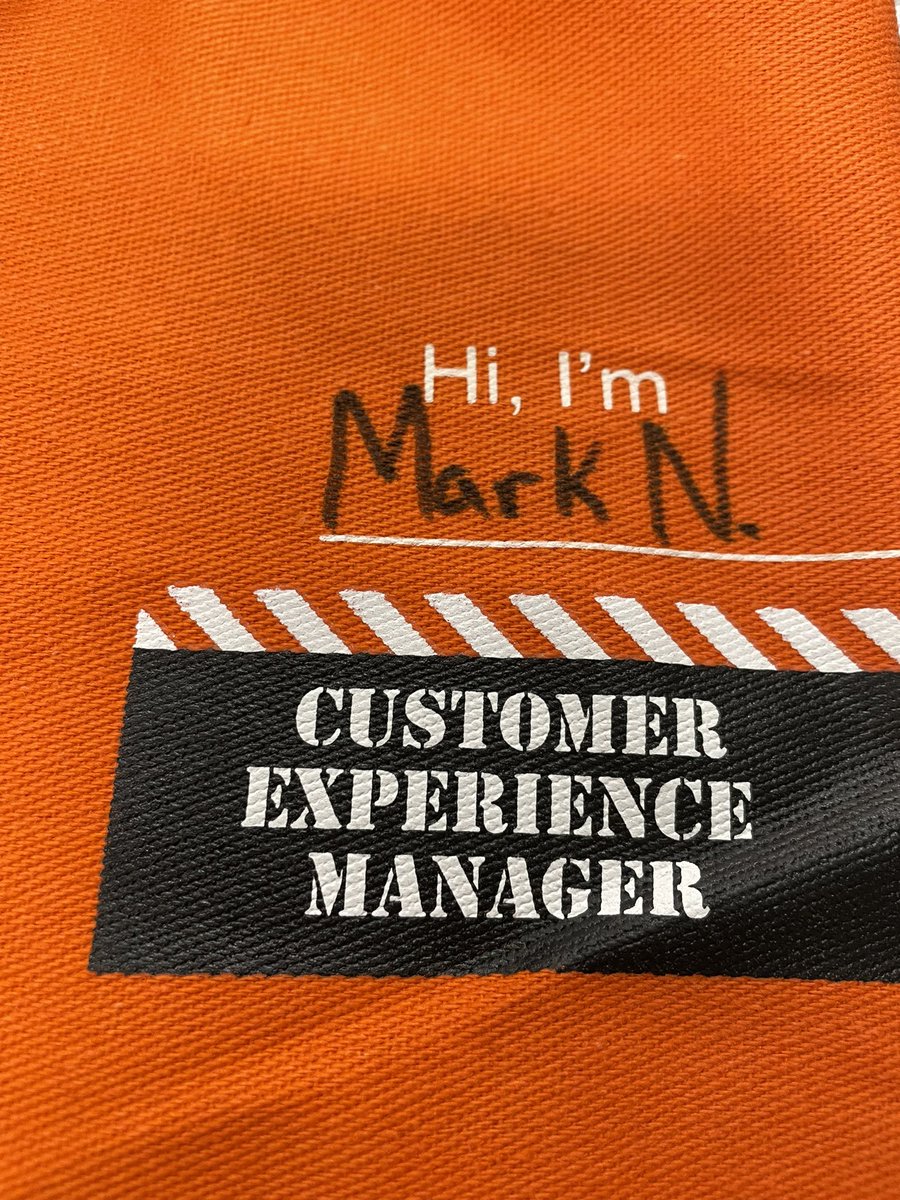 Hi, I'm
Mark N.
CUSTOMER
EXPERIENCE
MANAGER